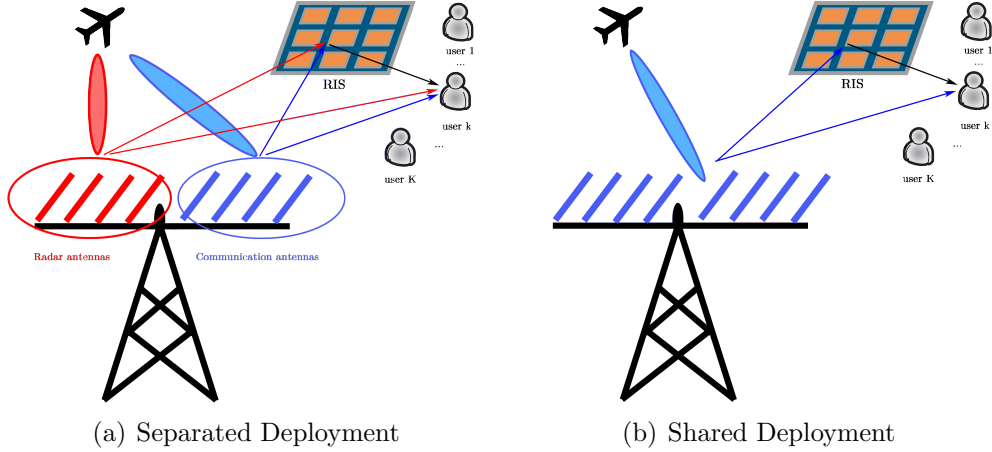 user 1
...
RIS
user k
...
user K
Radar antennas
Communication antennas
(a) Separated Deployment
user 1
...
RIS
user k
...
user K
(b) Shared Deployment